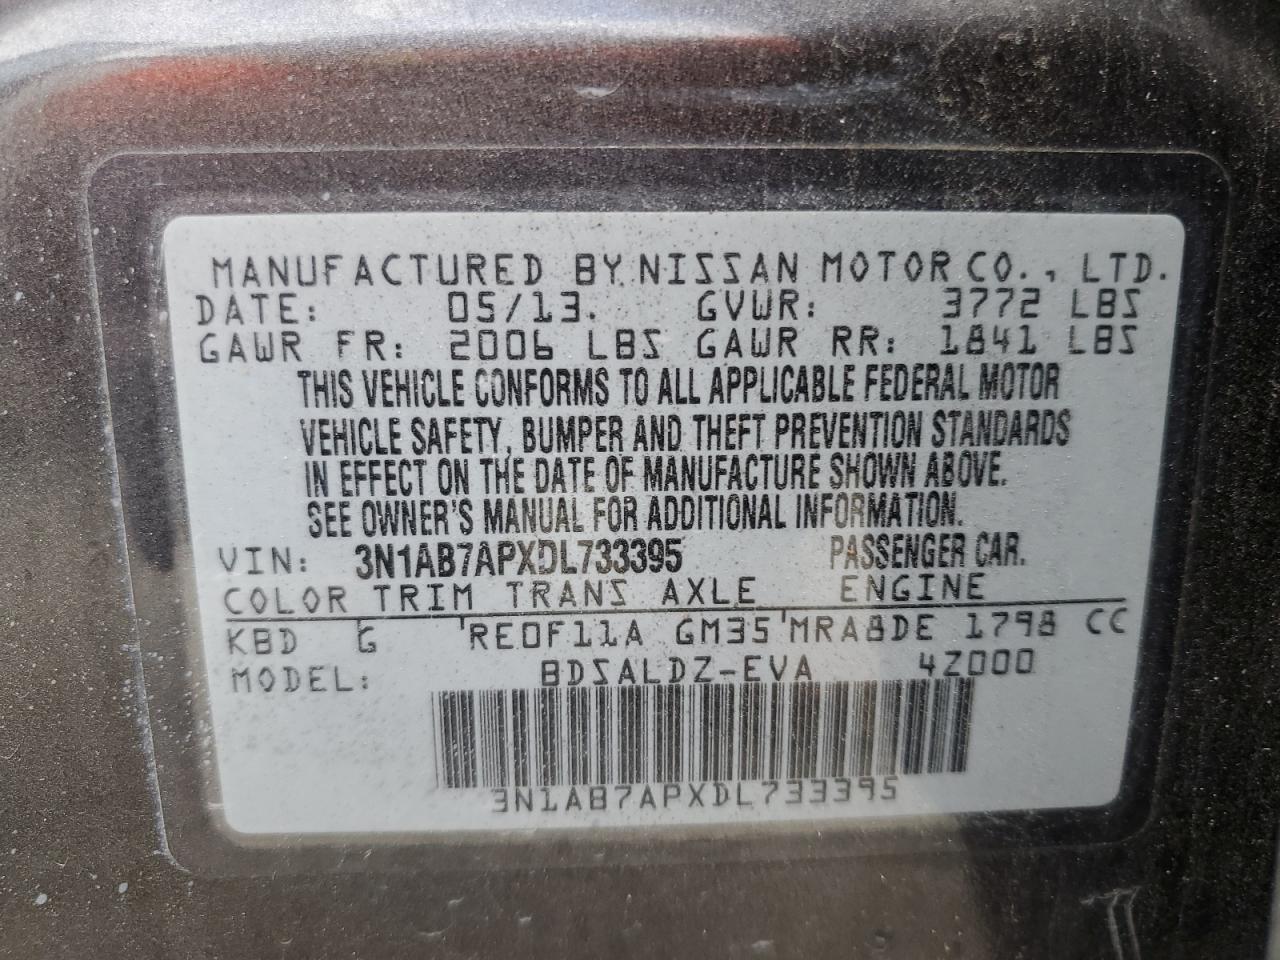 MANUFACTURED BY NISSAN MOTOR CO., LTD.
DATE: 05/13. GVWR: 3772 LBS
GAWR FR: 2006 LBS GAWR RR: 1841 LBS
THIS VEHICLE CONFORMS TO ALL APPLICABLE FEDERAL MOTOR
VEHICLE SAFETY, BUMPER AND THEFT PREVENTION STANDARDS
IN EFFECT ON THE DATE OF MANUFACTURE SHOWN ABOVE.
SEE OWNER'S MANUAL FOR ADDITIONAL INFORMATION.
VIN: 3N1AB7APXDL733395 PASSENGER CAR.
COLOR TRIM TRANS AXLE ENGINE
KBD G RE0F11A GM35 MRA8DE 1798 CC
MODEL: BDSALDZ-EVA 4Z000
3N1AB7APXDL733395